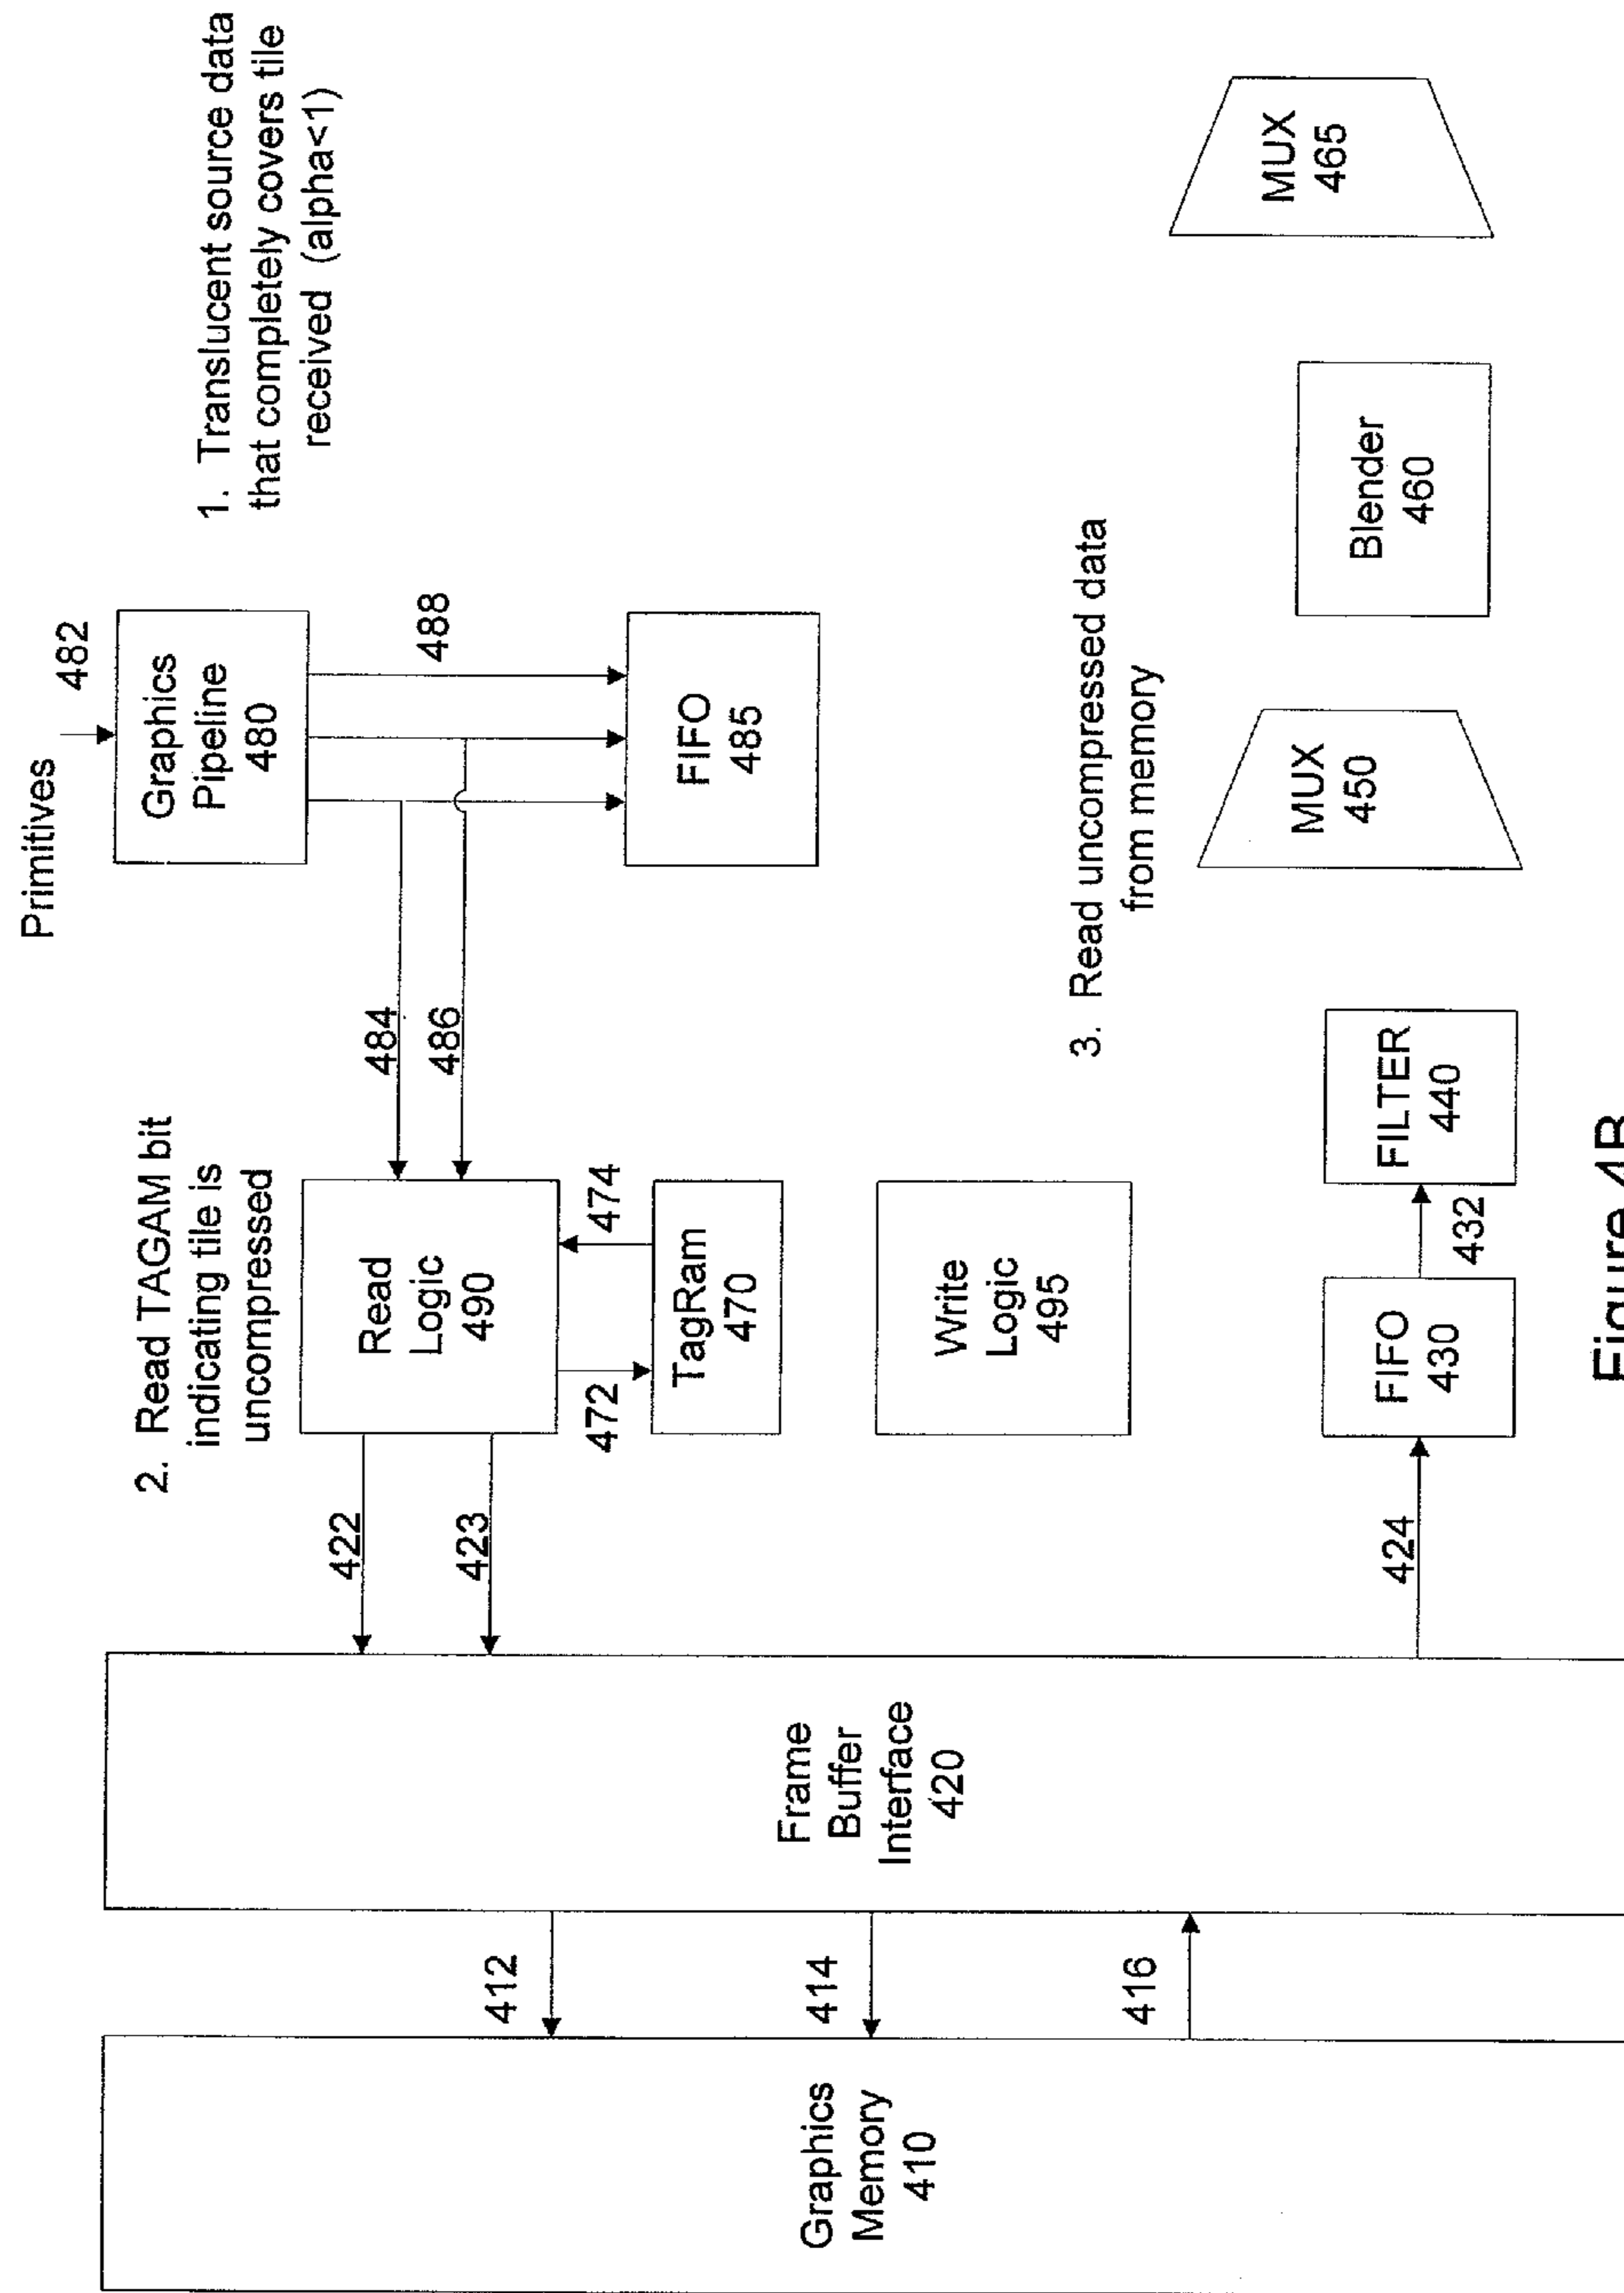 Primitives
482
Graphics
Pipeline
480
1. Translucent source data
that completely covers tile
received (alpha<1)
2. Read TAGAM bit
indicating tile is
uncompressed
422
423
Read
Logic
490
484
486
488
472
474
TagRam
470
FIFO
485
412
414
416
Graphics
Memory
410
Frame
Buffer
Interface
420
Write
Logic
495
3. Read uncompressed data
from memory
424
FIFO
430
432
FILTER
440
MUX
450
Blender
460
MUX
465
Figure 4B